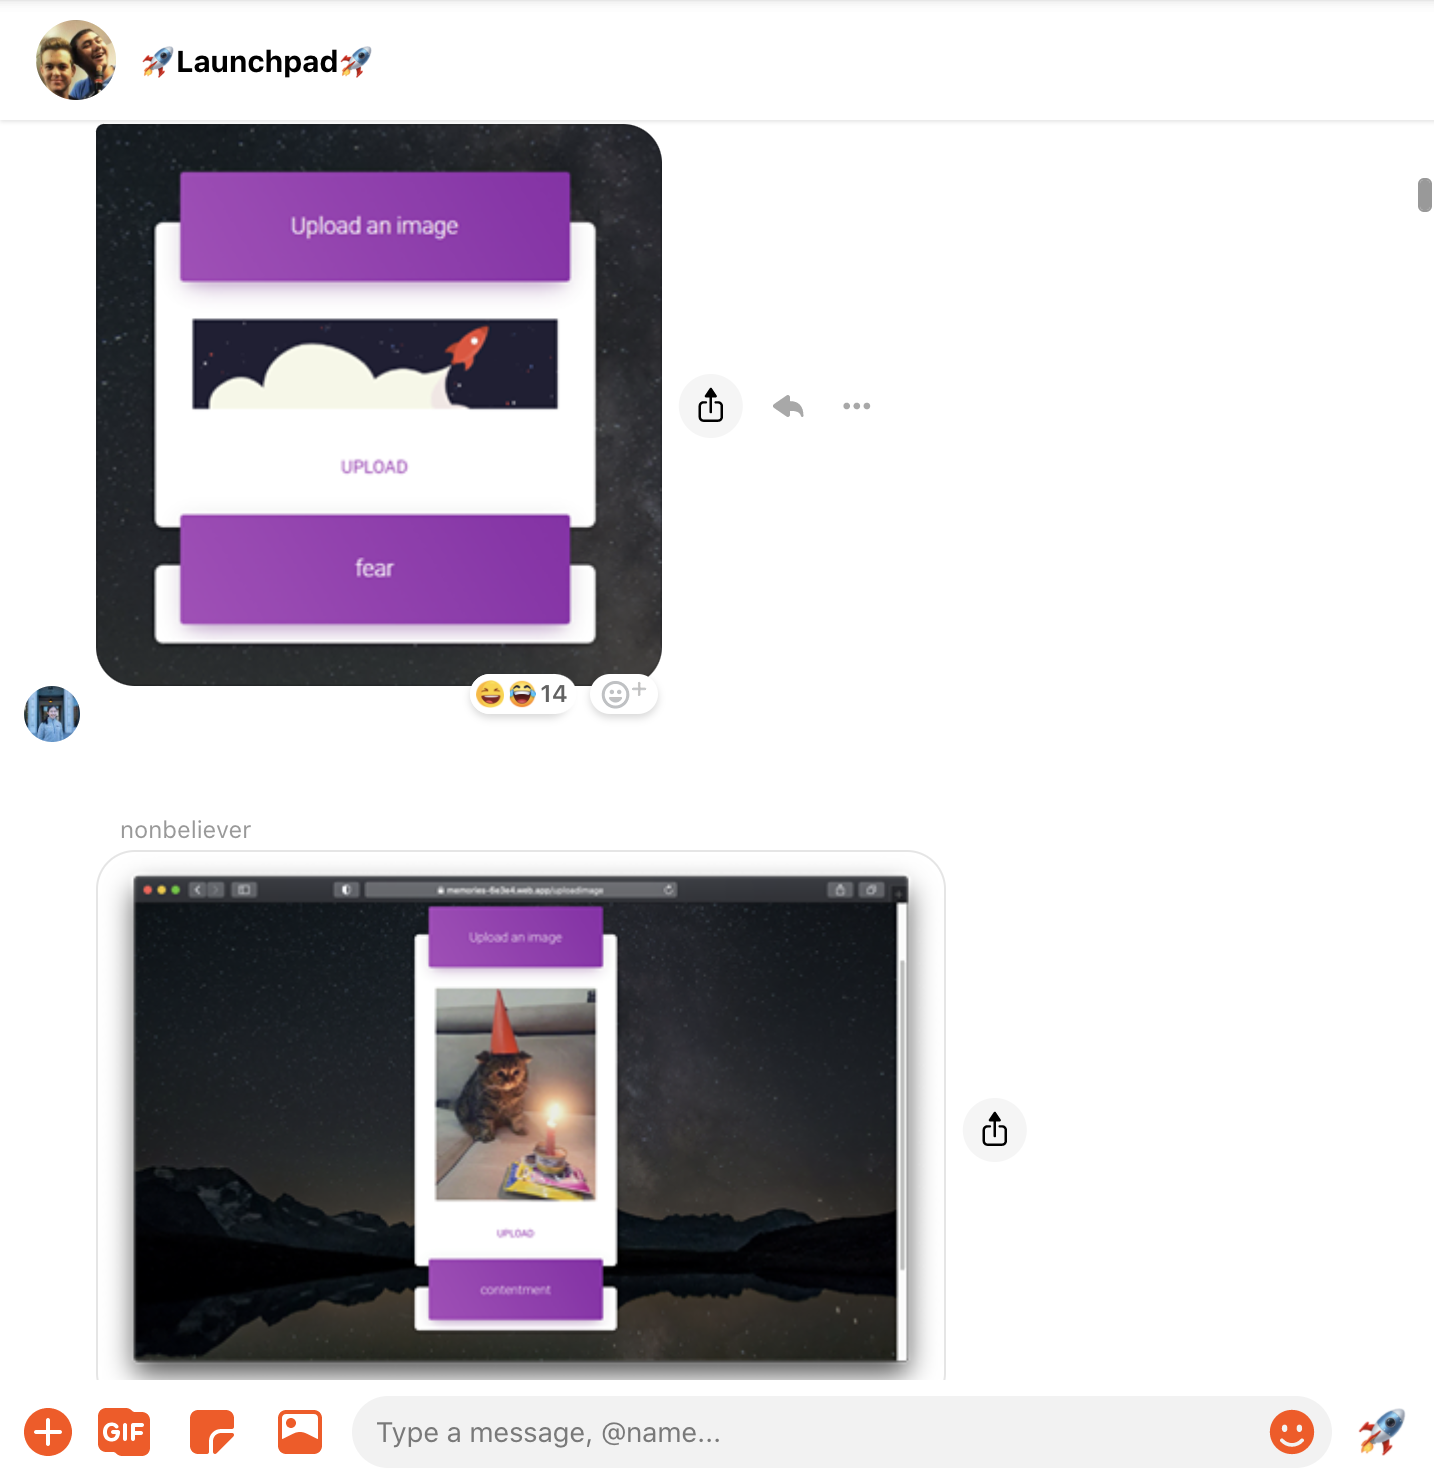 🚀Launchpad🚀
Upload an image
UPLOAD
fear
😆😂 14
nonbeliever
memories-6e3e4.web.app/uploadimage
Upload an image
UPLOAD
contentment
GIF
Type a message, @name...